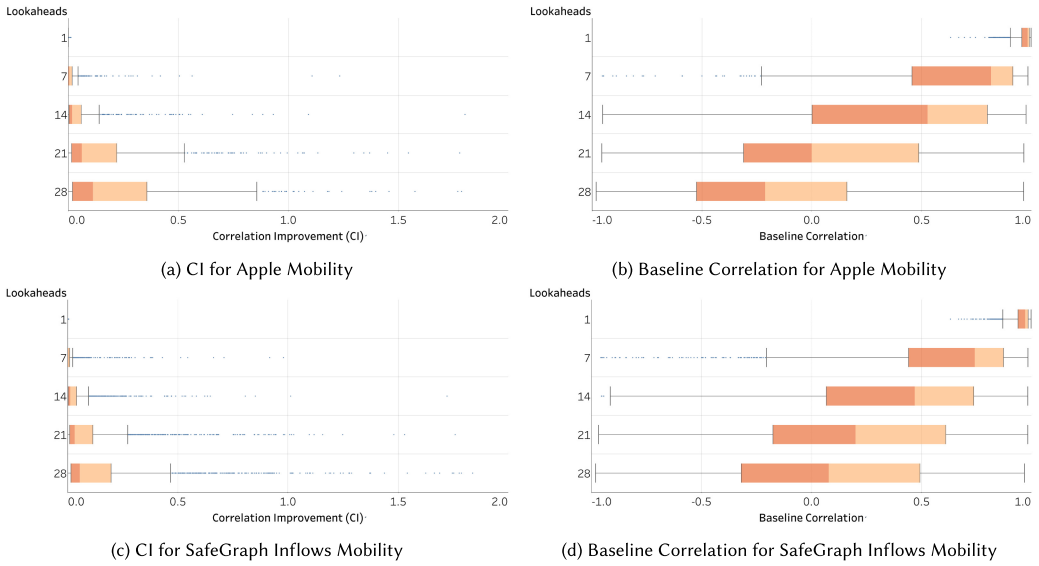 Lookaheads
1
7
14
21
28
0.0 0.5 1.0 1.5 2.0
Correlation Improvement (CI)
(a) CI for Apple Mobility
Lookaheads
1
7
14
21
28
-1.0 -0.5 0.0 0.5 1.0
Baseline Correlation
(b) Baseline Correlation for Apple Mobility
Lookaheads
1
7
14
21
28
0.0 0.5 1.0 1.5 2.0
Correlation Improvement (CI)
(c) CI for SafeGraph Inflows Mobility
Lookaheads
1
7
14
21
28
-1.0 -0.5 0.0 0.5 1.0
Baseline Correlation
(d) Baseline Correlation for SafeGraph Inflows Mobility